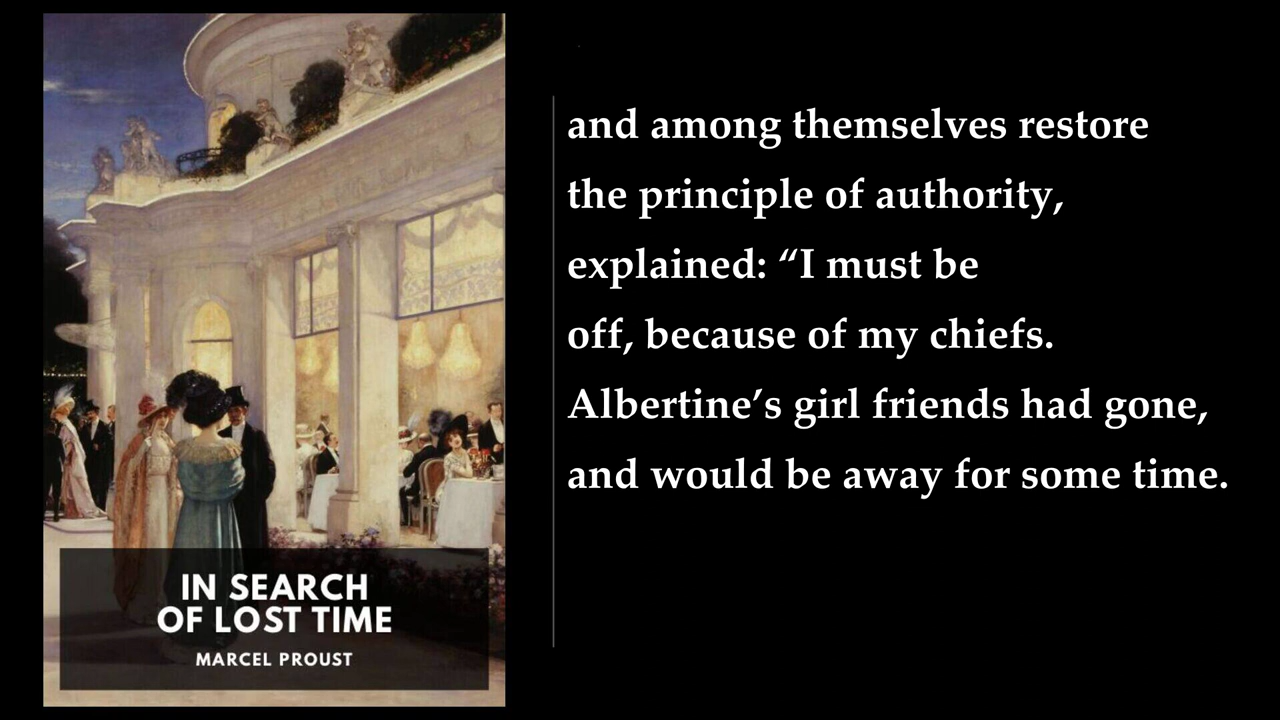 and among themselves restore
the principle of authority,
explained: “I must be
off, because of my chiefs.
Albertine’s girl friends had gone,
and would be away for some time.
IN SEARCH
OF LOST TIME
MARCEL PROUST